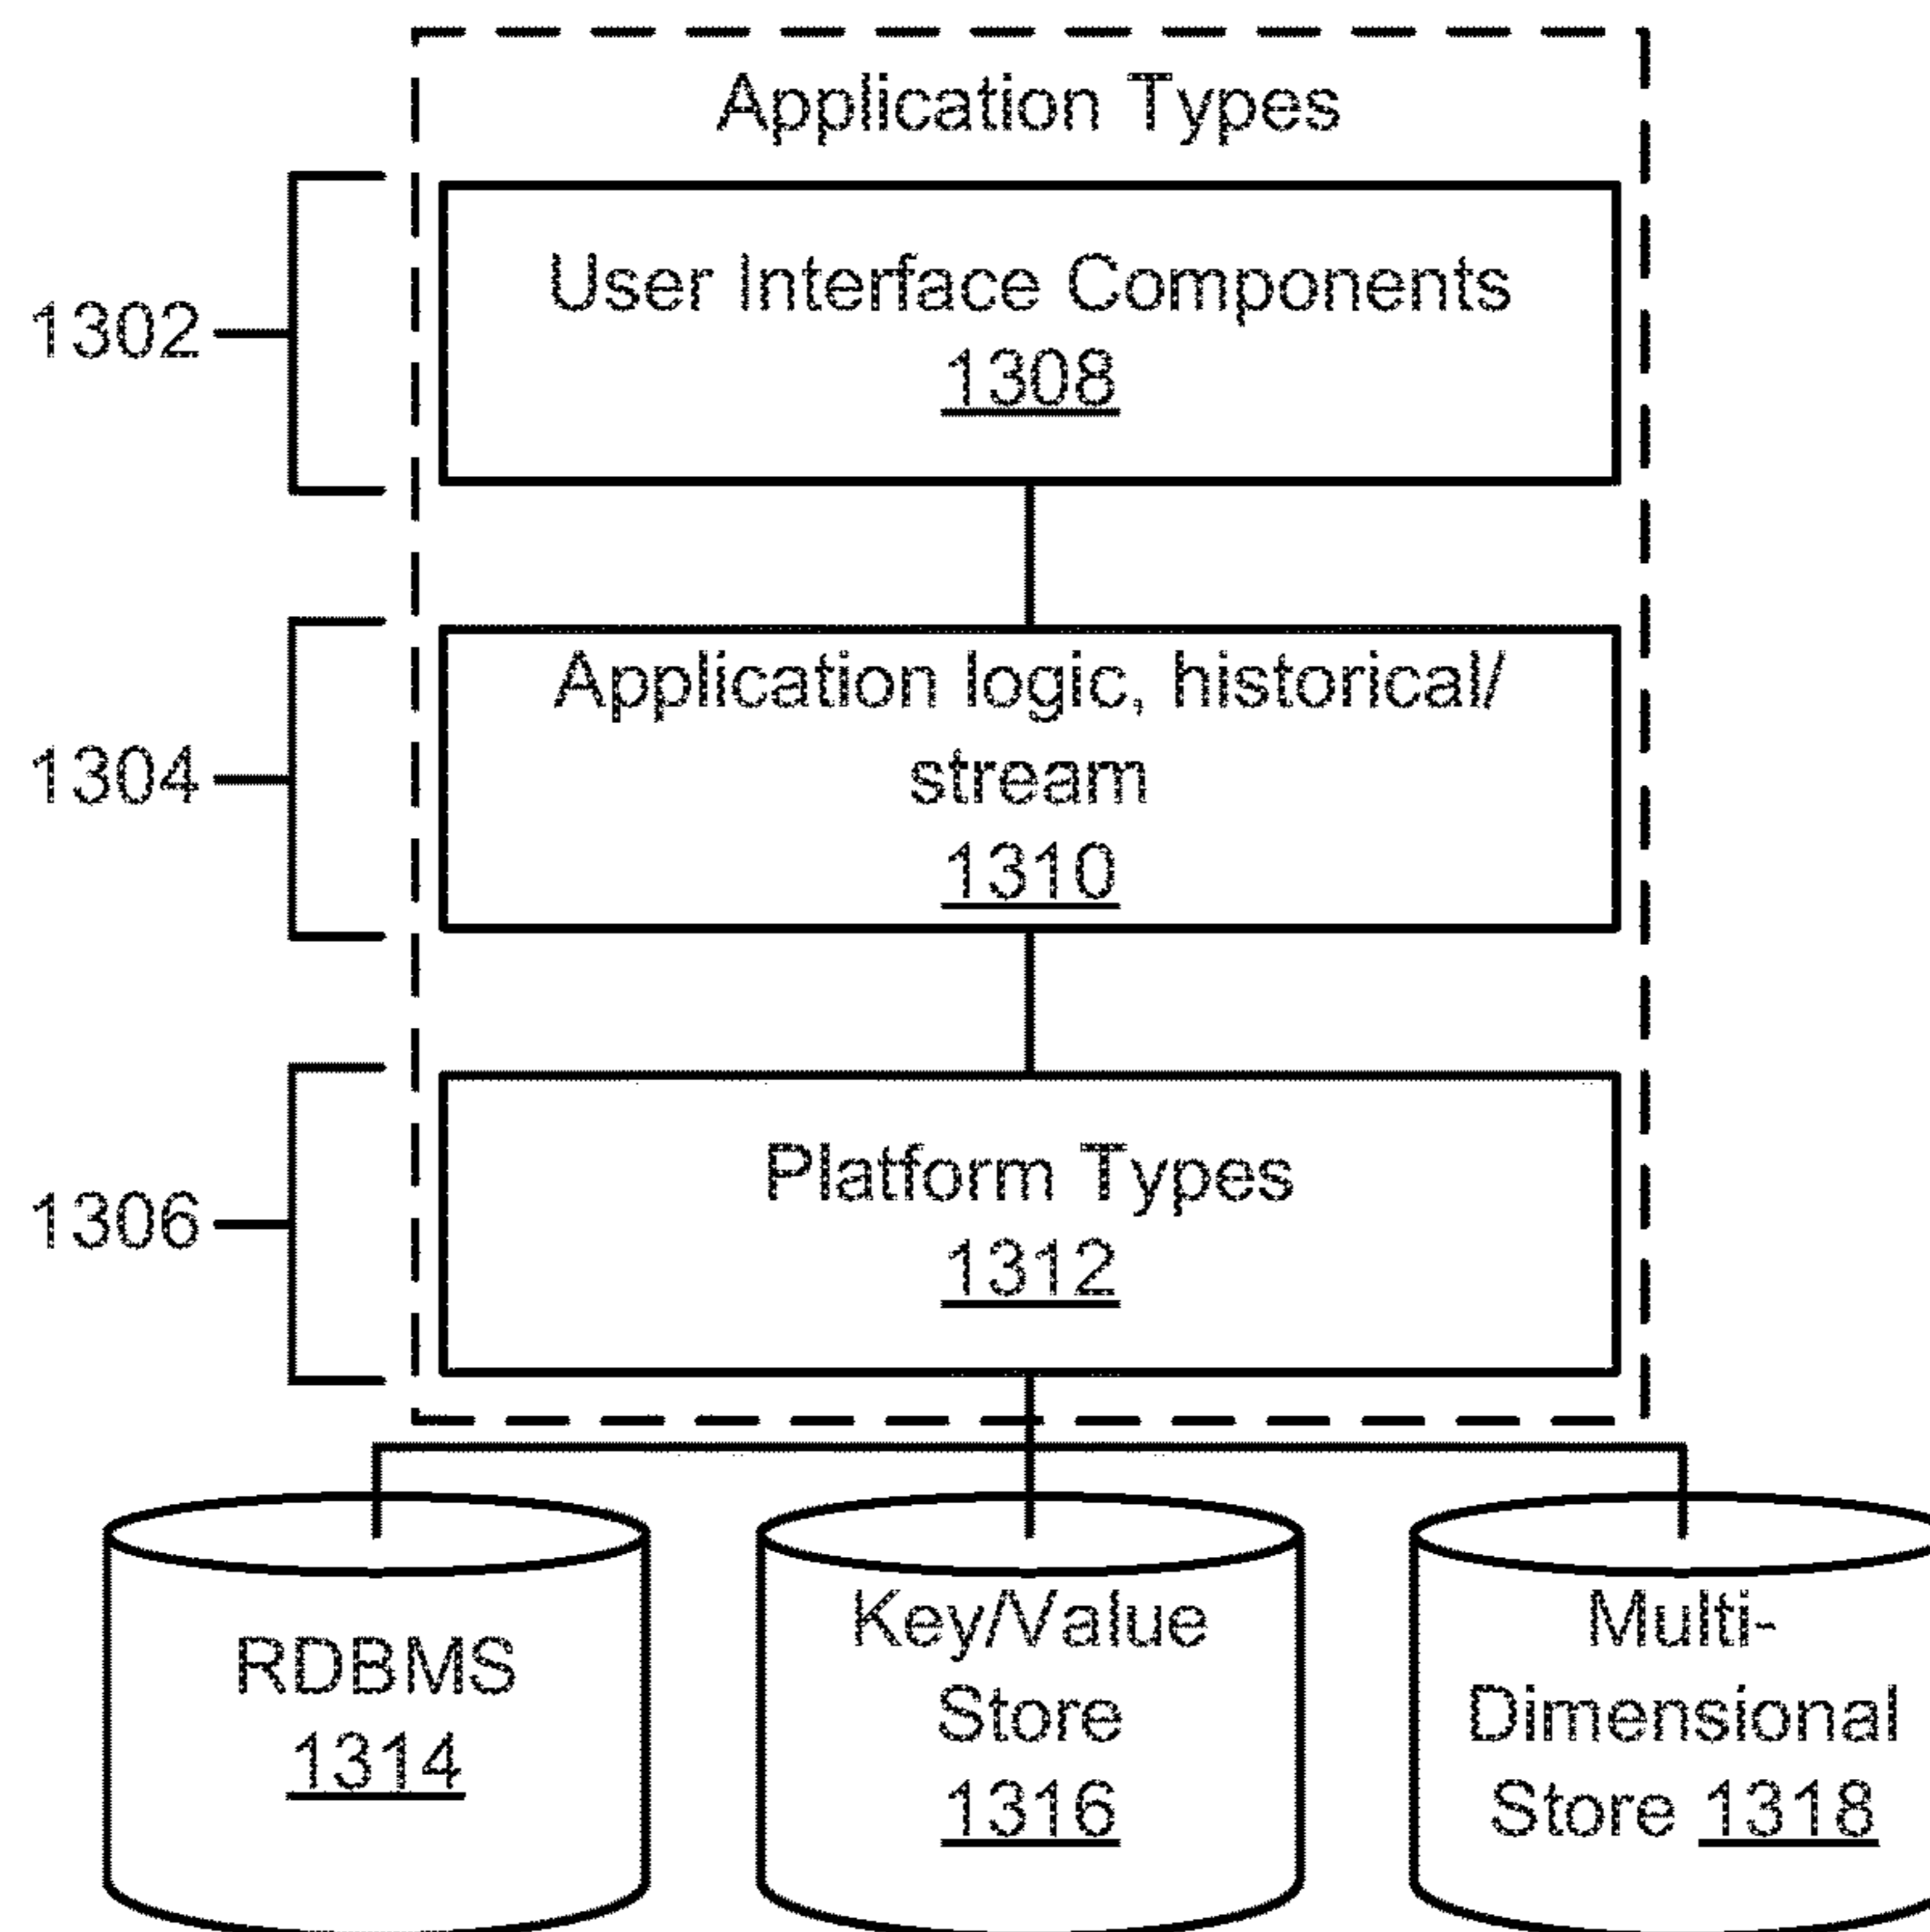 Application Types
1302
User Interface Components
1308
1304
Application logic, historical/
stream
1310
1306
Platform Types
1312
RDBMS
1314
Key/Value
Store
1316
Multi-
Dimensional
Store 1318